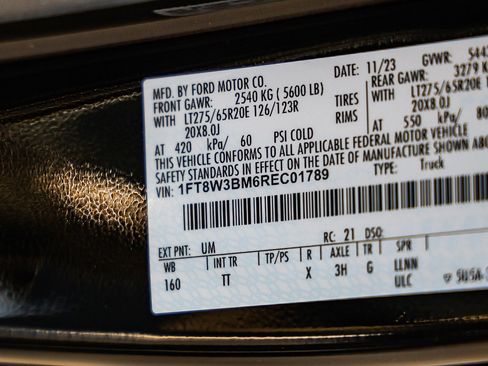 MFD. BY FORD MOTOR CO.
DATE: 11/23 GVWR: 544
FRONT GAWR: 2540 KG ( 5600 LB)
REAR GAWR: 3279 K
WITH LT275/65R20E 126/123R TIRES
WITH LT275/65R20E
20X8.0J RIMS
20X8.0J
AT 420 kPa/ 60 PSI COLD
AT 550 kPa/ 80
THIS VEHICLE CONFORMS TO ALL APPLICABLE FEDERAL MOTOR VEHICLE
SAFETY STANDARDS IN EFFECT ON THE DATE OF MANUFACTURE SHOWN ABO
VIN: 1FT8W3BM6REC01789
TYPE: Truck
EXT PNT: UM RC: 21 DSO:
WB INT TR TP/PS R AXLE TR SPR
160 TT X 3H G LLNN
ULC